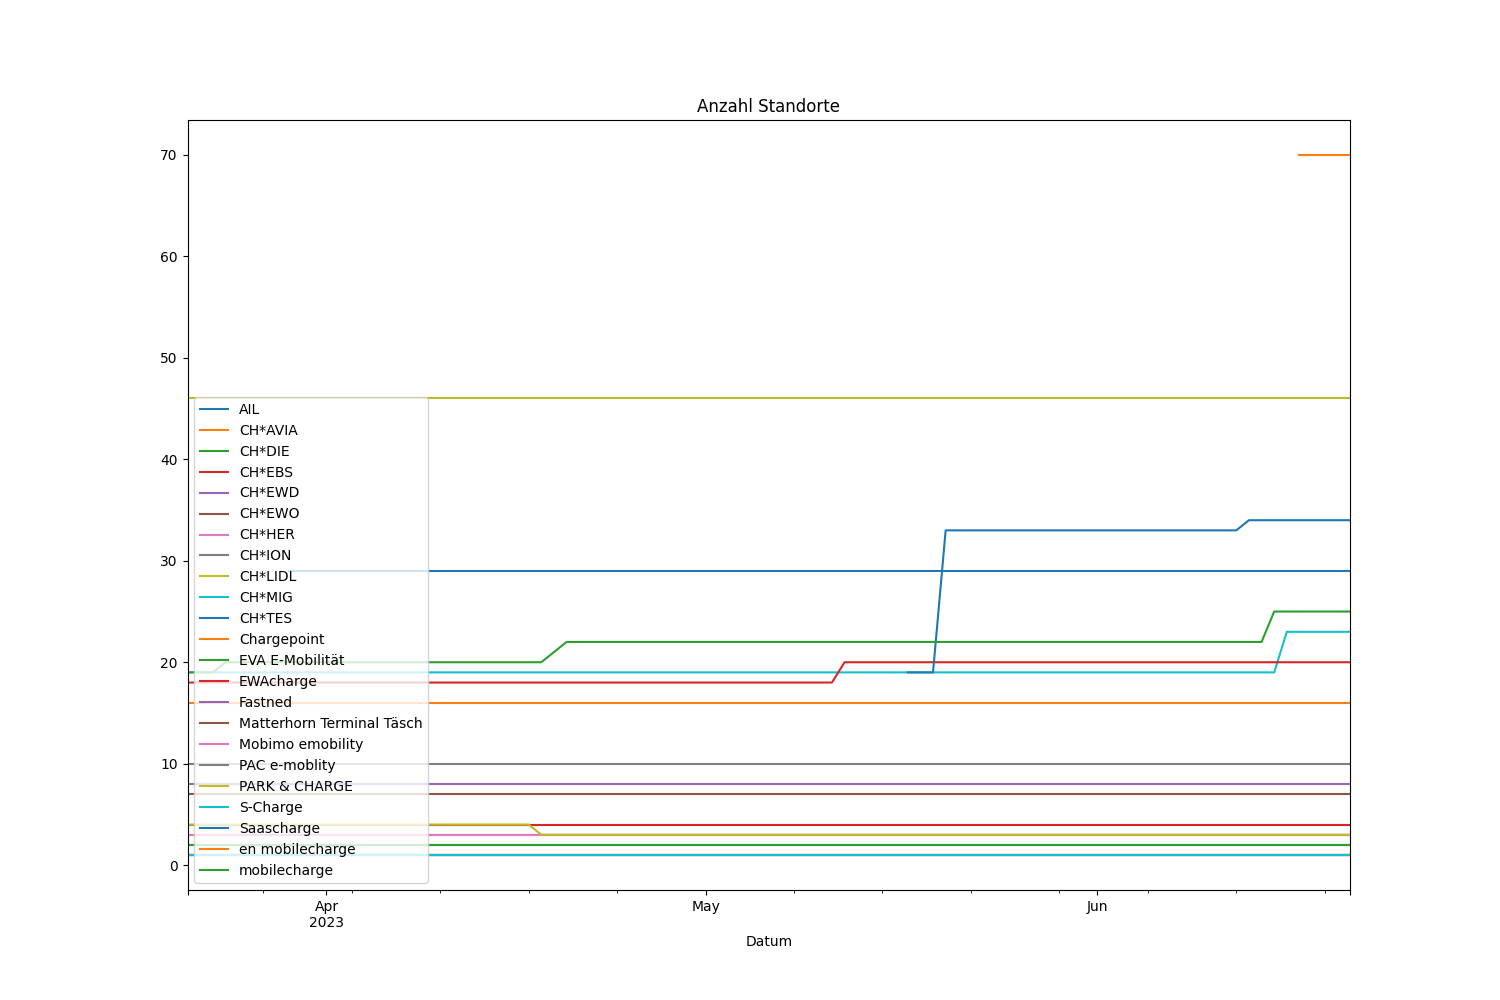 Anzahl Standorte
70
60
50
40
30
20
10
0
AIL
CH*AVIA
CH*DIE
CH*EBS
CH*EWD
CH*EWO
CH*HER
CH*ION
CH*LIDL
CH*MIG
CH*TES
Chargepoint
EVA E-Mobilität
EWAcharge
Fastned
Matterhorn Terminal Täsch
Mobimo emobility
PAC e-moblity
PARK & CHARGE
S-Charge
Saascharge
en mobilecharge
mobilecharge
Apr May Jun
2023
Datum